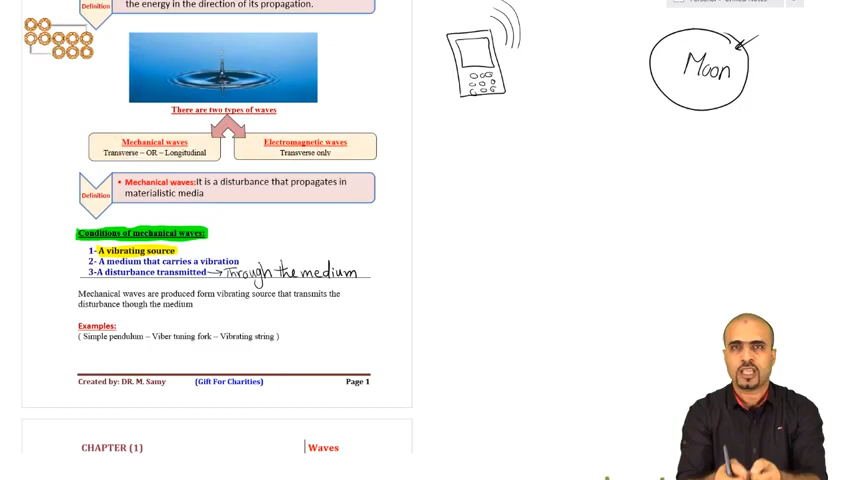 the energy in the direction of its propagation.
Definition
There are two types of waves
Mechanical waves
Transverse – OR – Longitudinal
Electromagnetic waves
Transverse only
Definition
• Mechanical waves:It is a disturbance that propagates in
materialistic media
Conditions of mechanical waves:
1- A vibrating source
2- A medium that carries a vibration
3-A disturbance transmitted → Through the medium
Mechanical waves are produced form vibrating source that transmits the
disturbance though the medium
Examples:
( Simple pendulum – Viber tuning fork – Vibrating string )
Created by: DR. M. Samy (Gift For Charities) Page 1
CHAPTER (1) Waves
Moon